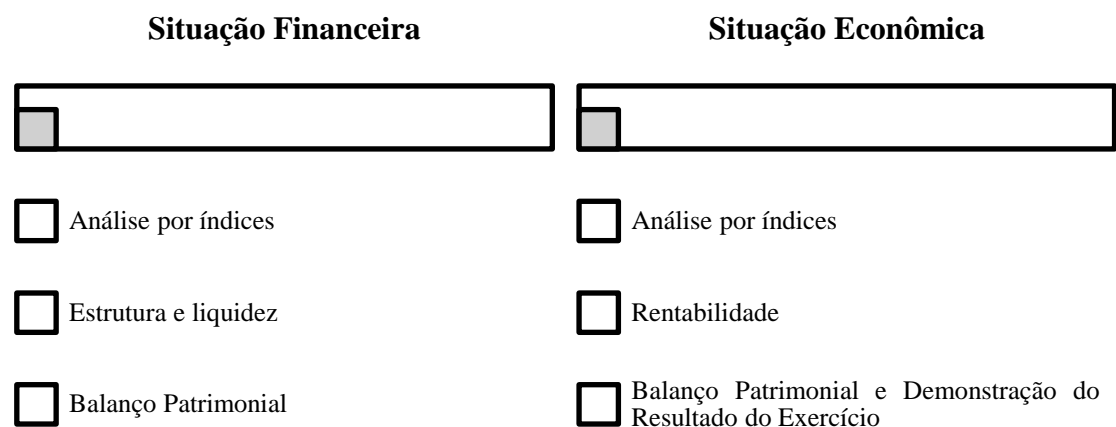 Situação Financeira
Situação Econômica
Análise por índices
Análise por índices
Estrutura e liquidez
Rentabilidade
Balanço Patrimonial
Balanço Patrimonial e Demonstração do
Resultado do Exercício